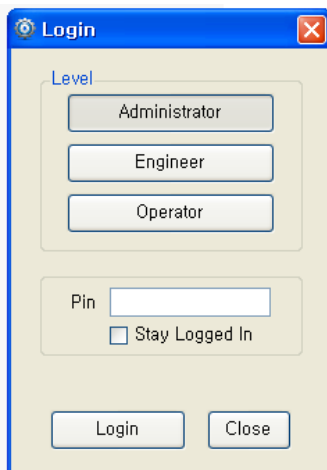 Login
Level
Administrator
Engineer
Operator
Pin
Stay Logged In
Login Close